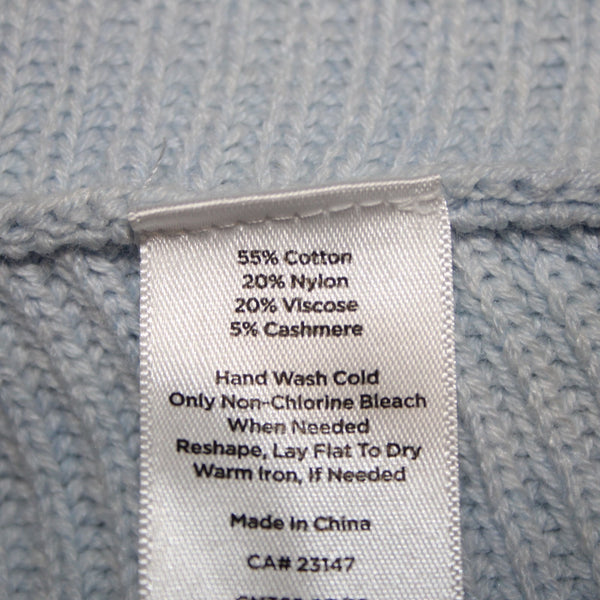 55% Cotton
20% Nylon
20% Viscose
5% Cashmere
Hand Wash Cold
Only Non-Chlorine Bleach
When Needed
Reshape, Lay Flat To Dry
Warm Iron, If Needed
Made In China
CA# 23147